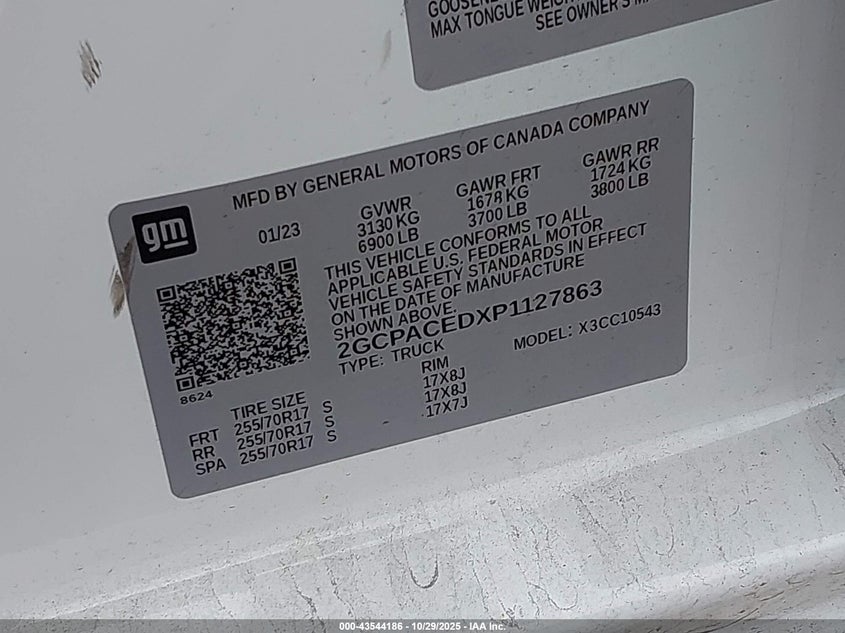 MAX TONGUE WEIGHT
SEE OWNER'S
MFD BY GENERAL MOTORS OF CANADA COMPANY
gm
01/23
GVWR
3130 KG
6900 LB
GAWR FRT
1678 KG
3700 LB
GAWR RR
1724 KG
3800 LB
THIS VEHICLE CONFORMS TO ALL
APPLICABLE U.S. FEDERAL MOTOR
VEHICLE SAFETY STANDARDS IN EFFECT
ON THE DATE OF MANUFACTURE
SHOWN ABOVE.
2GCPACEDXP1127863
TYPE: TRUCK
MODEL: X3CC10543
8624
TIRE SIZE
RIM
FRT 255/70R17 S 17X8J
RR 255/70R17 S 17X8J
SPA 255/70R17 S 17X7J
000-43544186 - 10/29/2025 - IAA Inc.